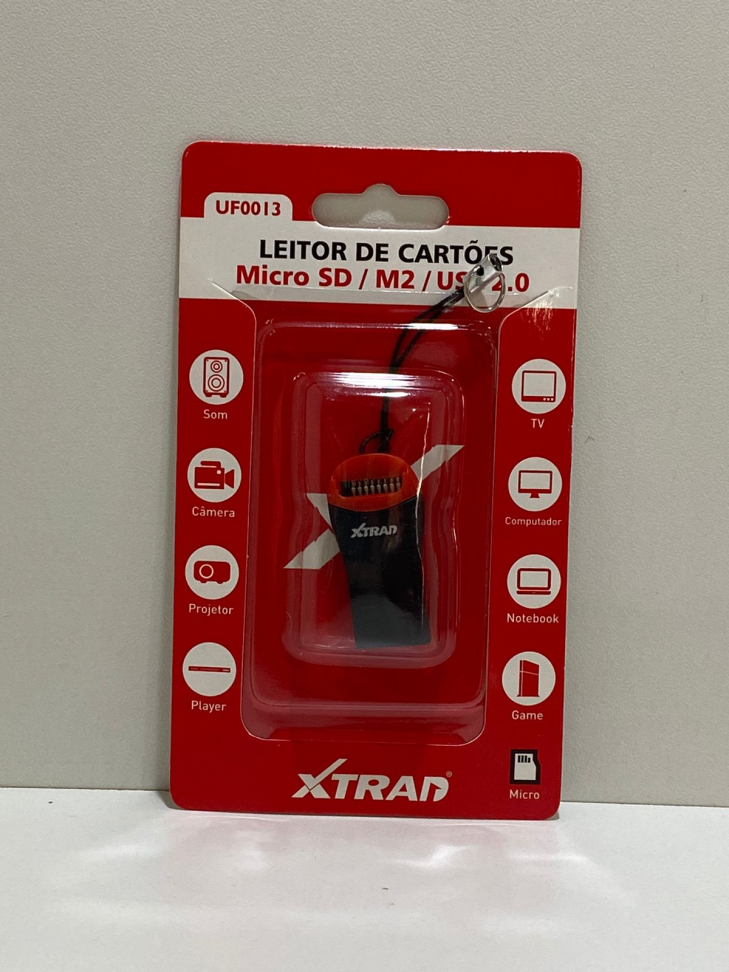 UF0013
LEITOR DE CARTÕES
Micro SD / M2 / USB 2.0
Som
TV
Câmera
Computador
Projetor
Notebook
Player
Game
XTRAD
XTRAD®
Micro